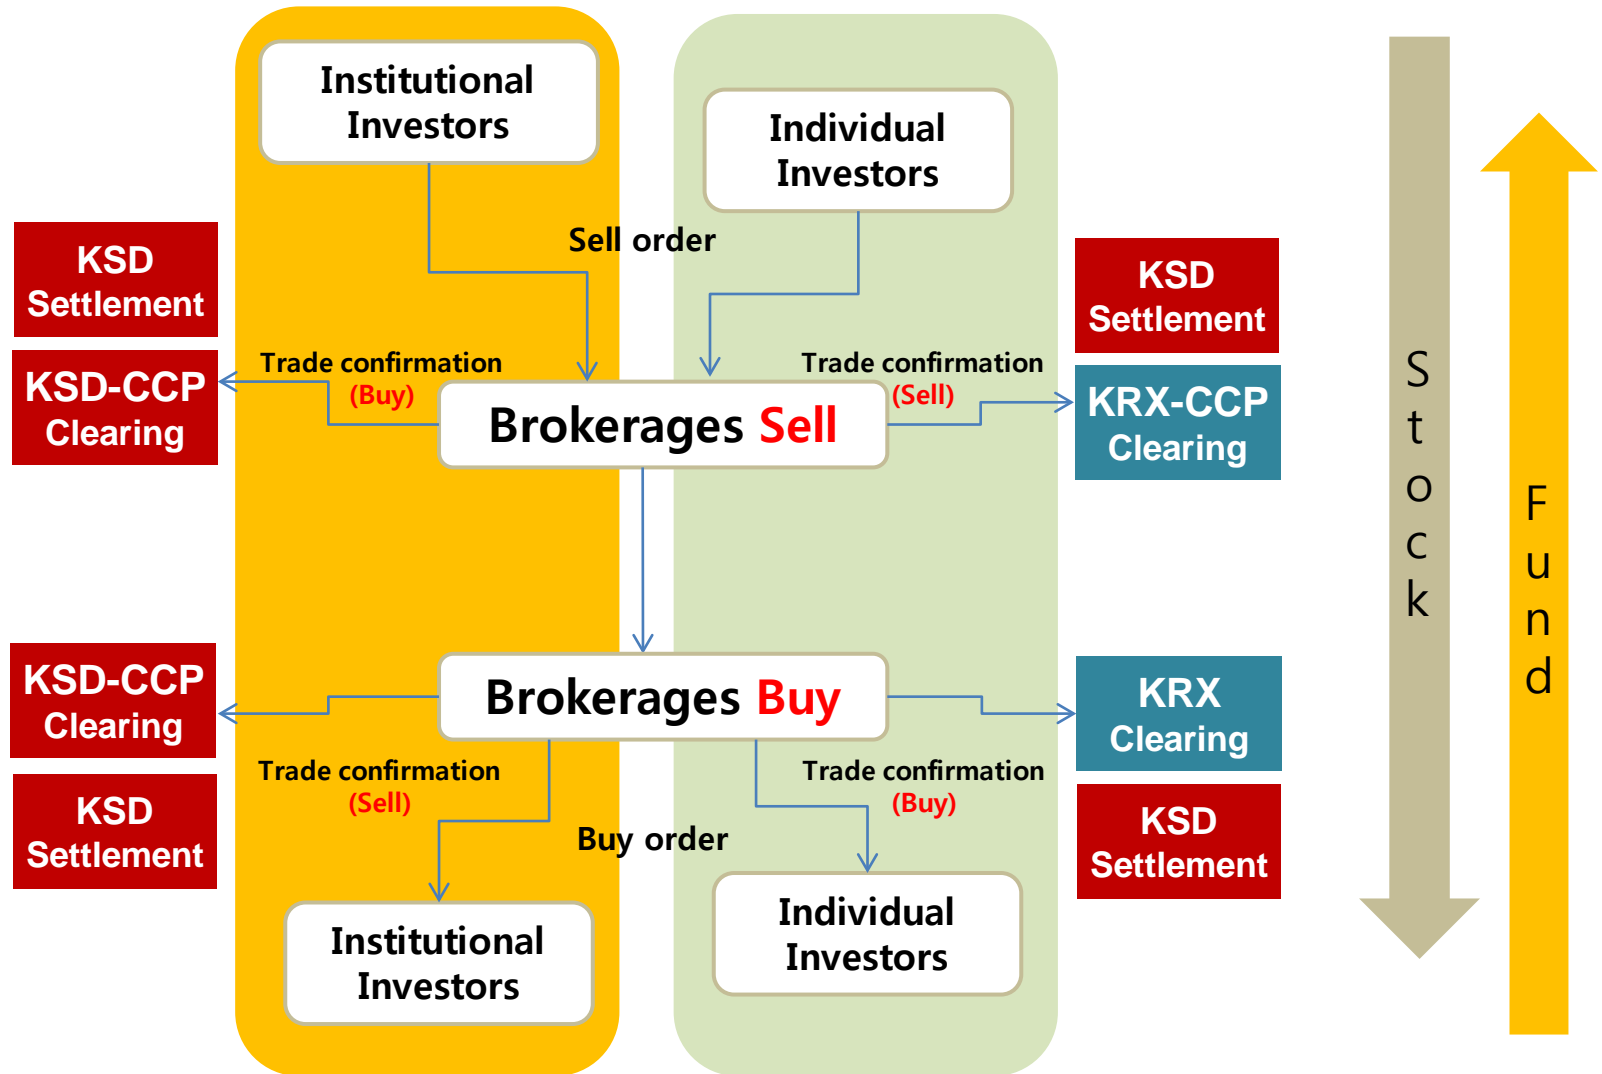 Institutional
Investors
Individual
Investors
Sell order
KSD
Settlement
KSD
Settlement
Trade confirmation
(Buy)
Trade confirmation
(Sell)
KSD-CCP
Clearing
Brokerages Sell
KRX-CCP
Clearing
Stock
Fund
KSD-CCP
Clearing
Brokerages Buy
KRX
Clearing
Trade confirmation
(Sell)
Trade confirmation
(Buy)
KSD
Settlement
Buy order
KSD
Settlement
Institutional
Investors
Individual
Investors